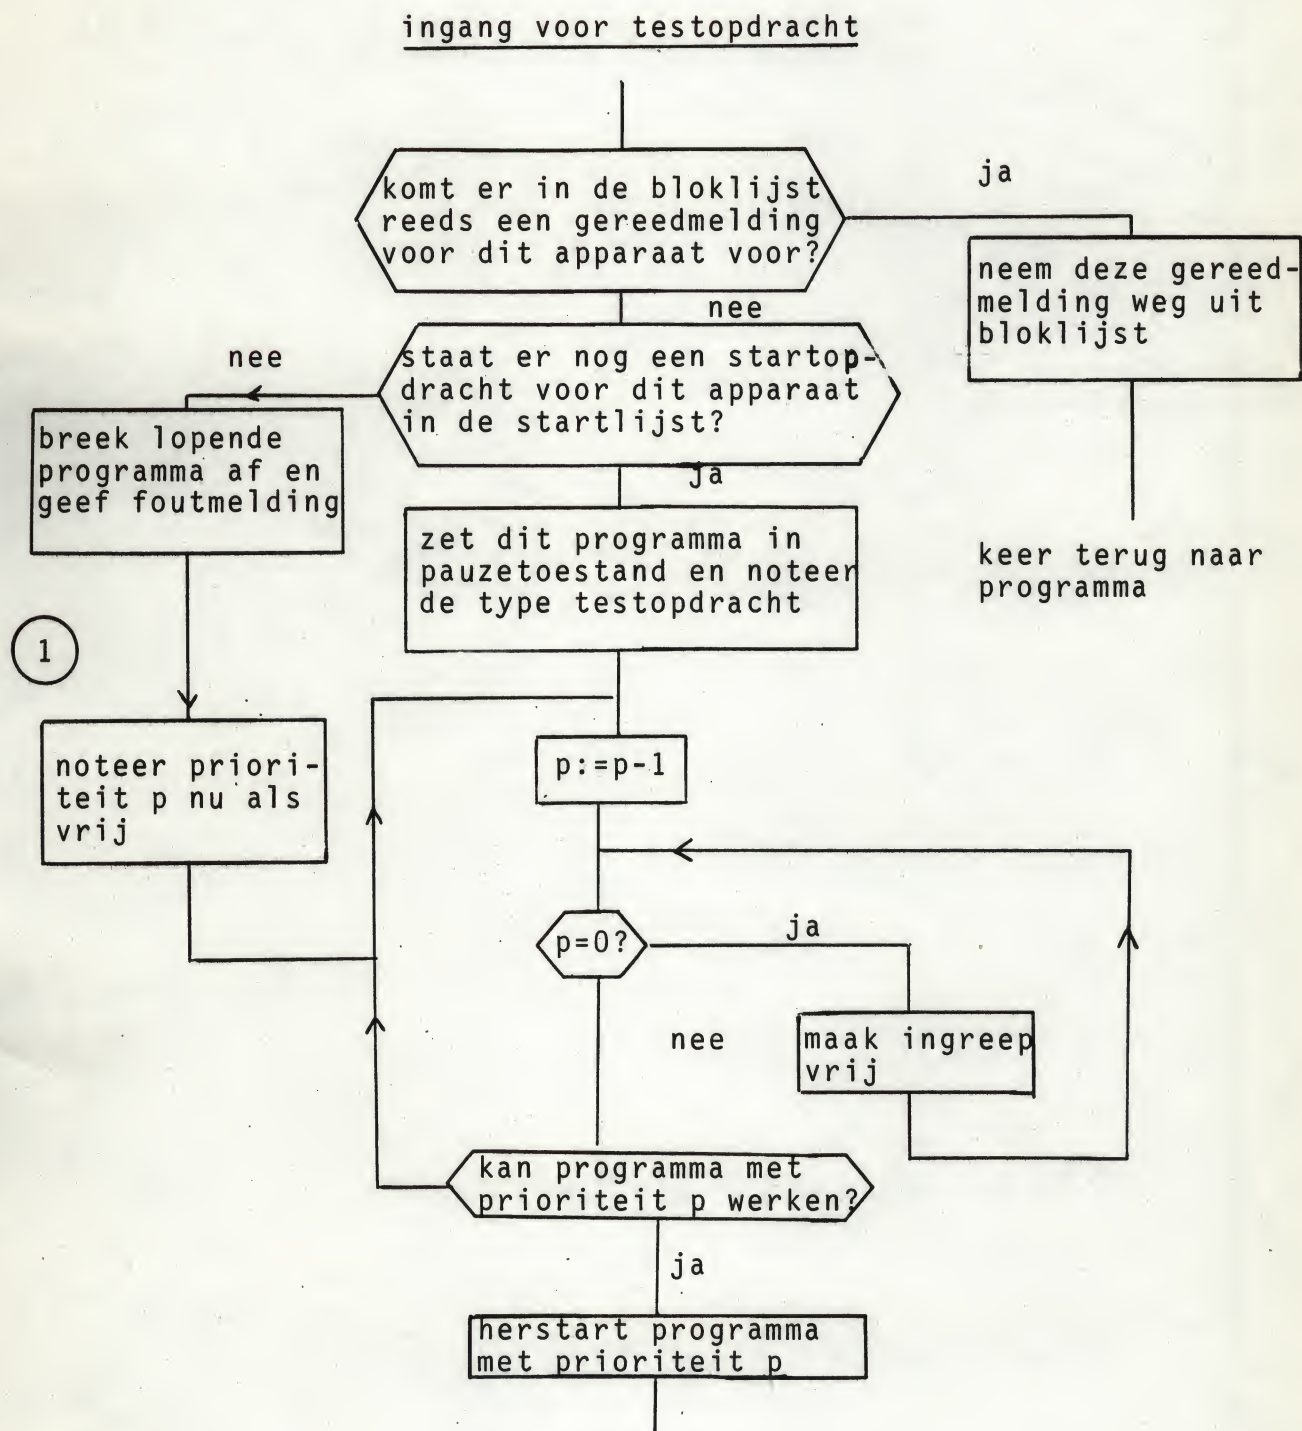 ingang voor testopdracht
komt er in de bloklijst
reeds een gereedmelding
voor dit apparaat voor?
ja
neem deze gereed-
melding weg uit
bloklijst
keer terug naar
programma
nee
staat er nog een startop-
dracht voor dit apparaat
in de startlijst?
nee
breek lopende
programma af en
geef foutmelding
ja
zet dit programma in
pauzetoestand en noteer
de type testopdracht
1
noteer priori-
teit p nu als
vrij
p:=p-1
p=0?
ja
maak ingreep
vrij
nee
kan programma met
prioriteit p werken?
ja
herstart programma
met prioriteit p